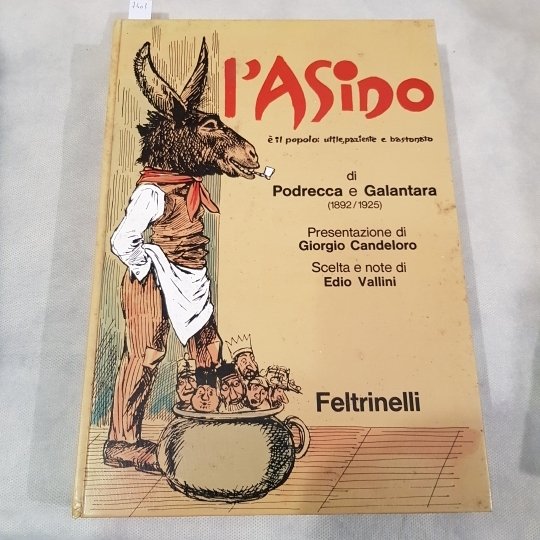 l'Asino
è il popolo: utile, paziente e bastonato
di
Podrecca e Galantara
(1892/1925)
Presentazione di
Giorgio Candeloro
Scelta e note di
Edio Vallini
Feltrinelli